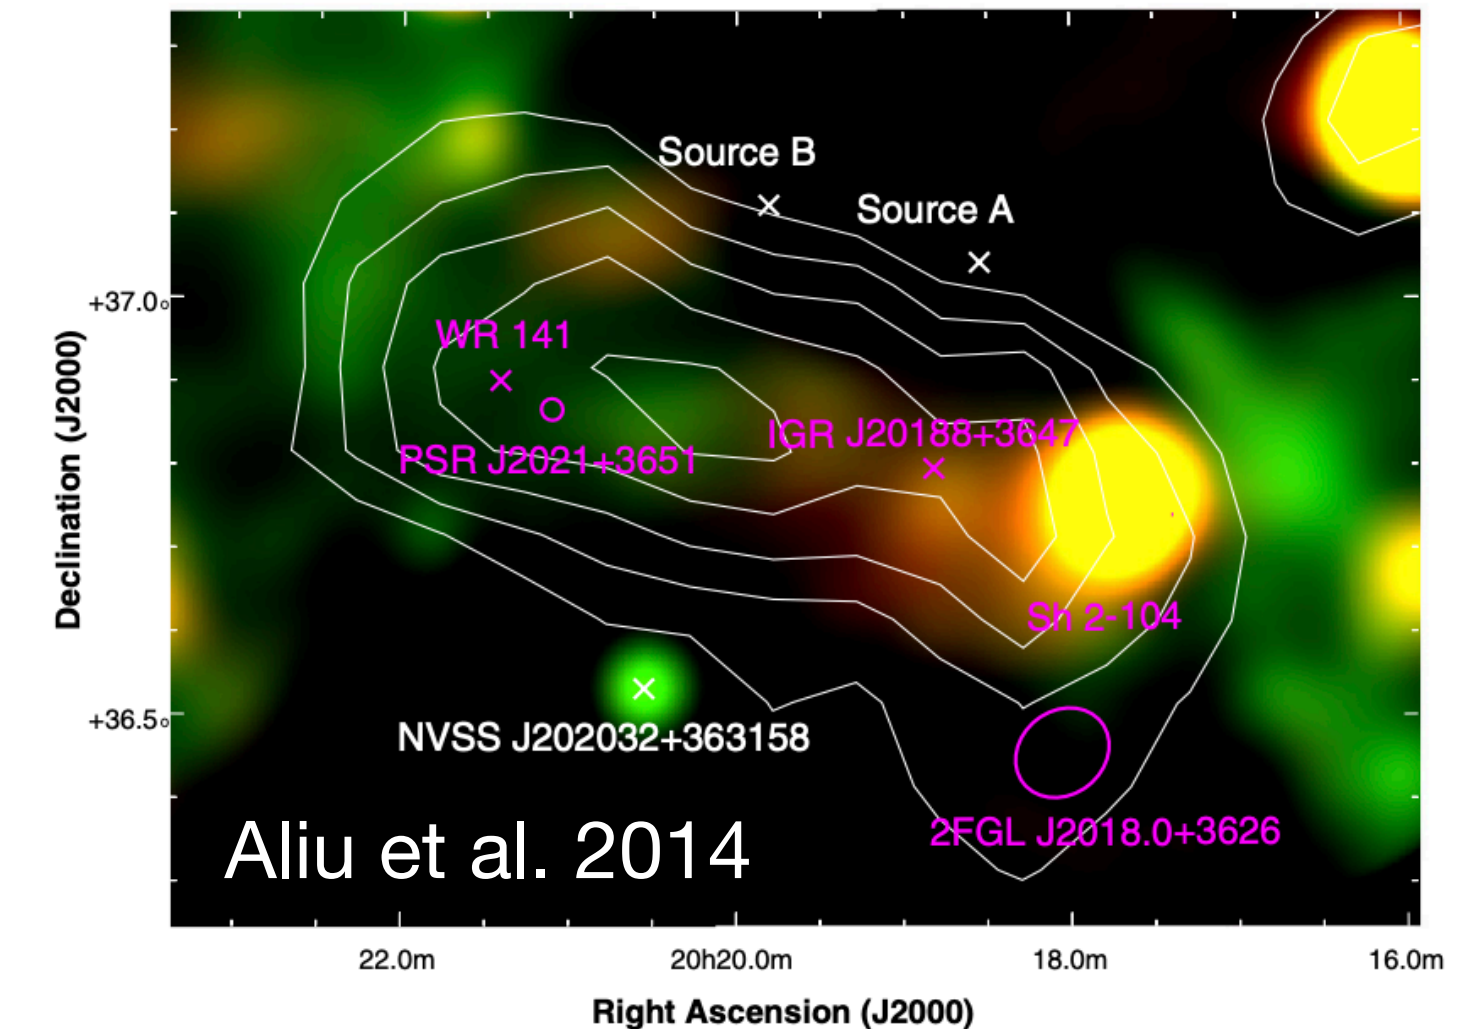 Source B
Source A
+37.0°
WR 141
IGR J20188+3647
PSR J2021+3651
Declination (J2000)
Sh 2-104
+36.5°
NVSS J202032+363158
2FGL J2018.0+3626
Aliu et al. 2014
22.0m
20h20.0m
18.0m
16.0m
Right Ascension (J2000)